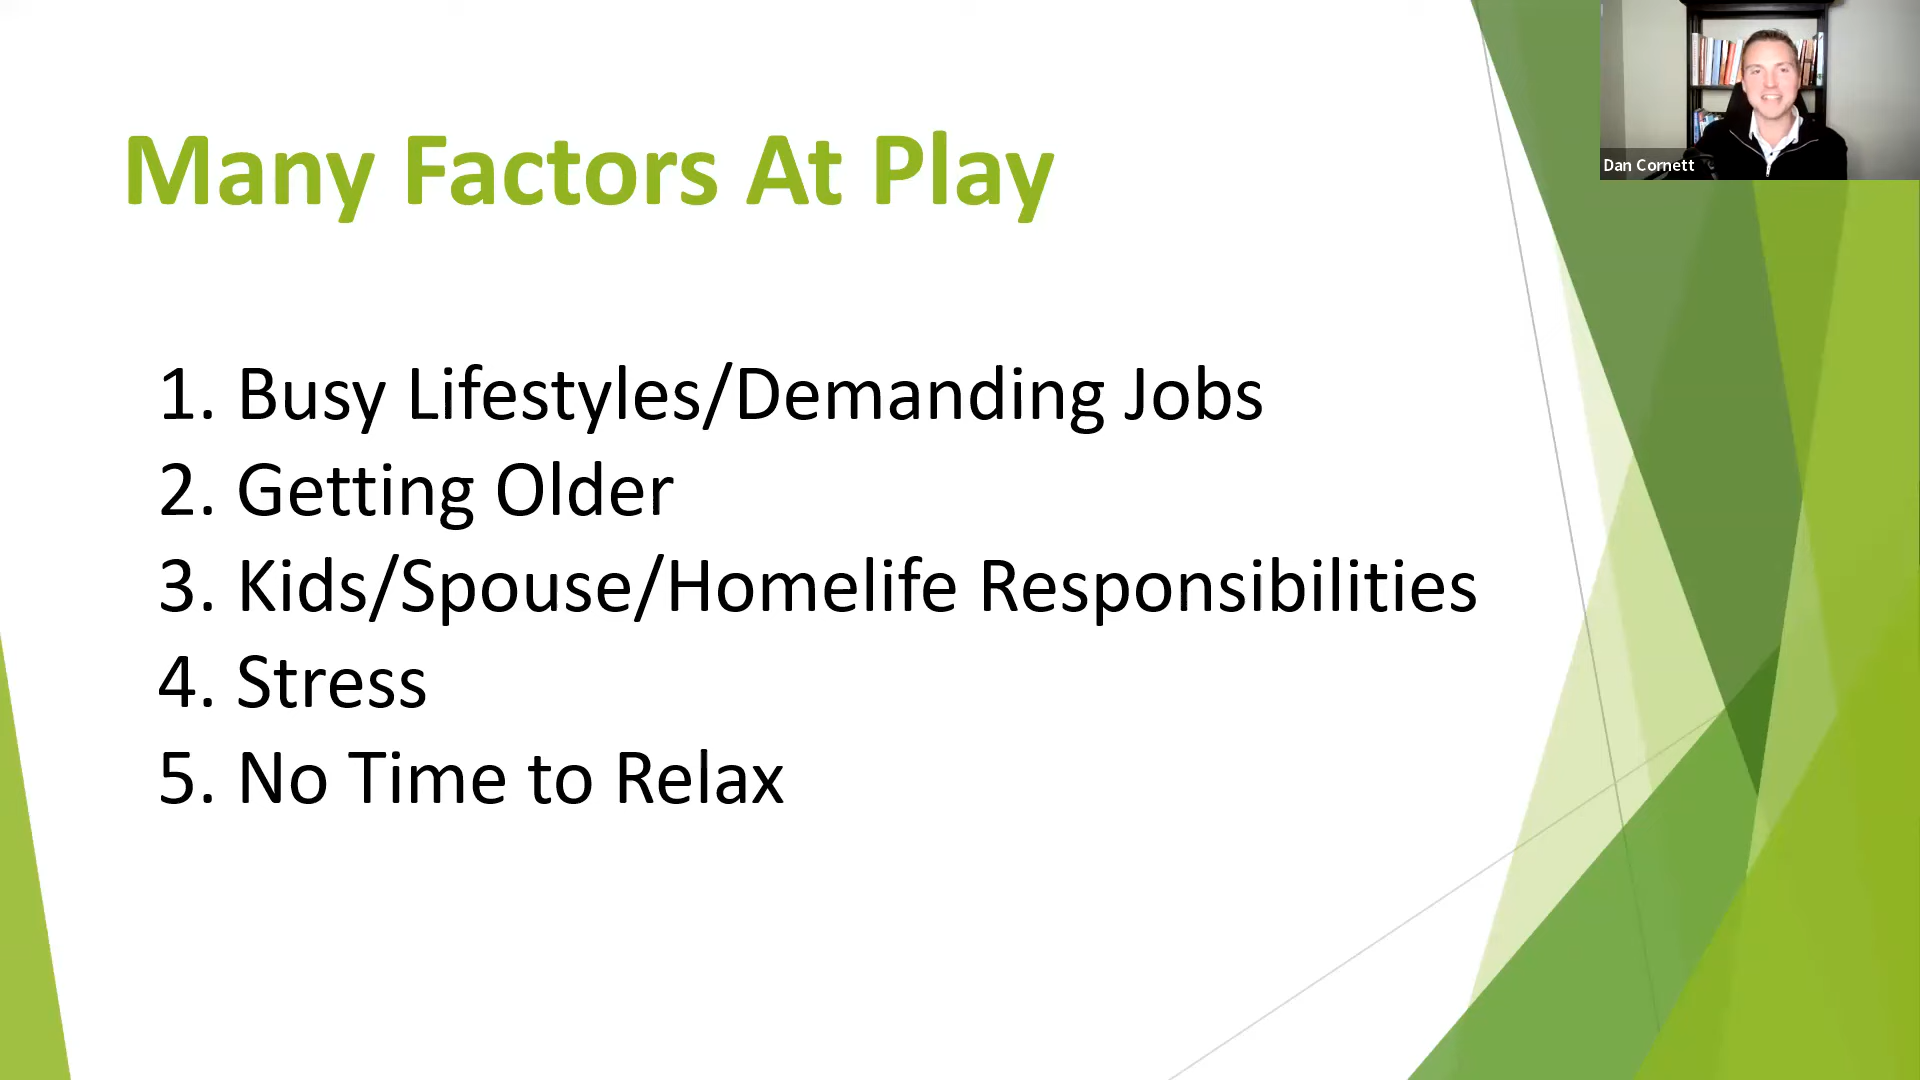 Many Factors At Play
Dan Cornett
1. Busy Lifestyles/Demanding Jobs
2. Getting Older
3. Kids/Spouse/Homelife Responsibilities
4. Stress
5. No Time to Relax